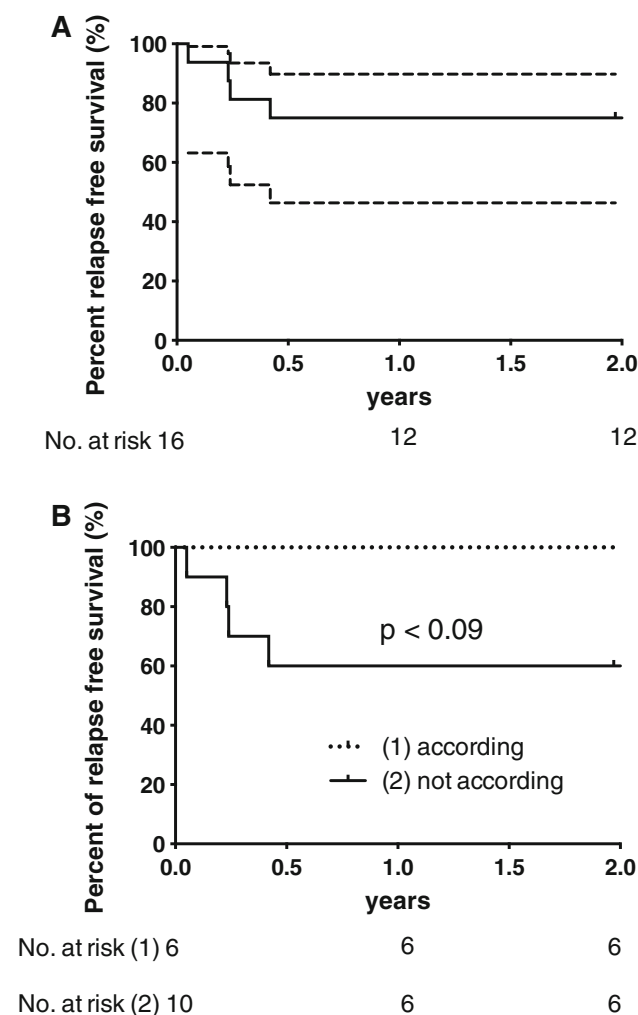 A
Percent relapse free survival (%)
100
80
60
40
20
0
0.0 0.5 1.0 1.5 2.0
years
No. at risk 16 12 12
B
Percent of relapse free survival (%)
100
80
60
40
20
0
p < 0.09
(1) according
(2) not according
0.0 0.5 1.0 1.5 2.0
years
No. at risk (1) 6 6 6
No. at risk (2) 10 6 6